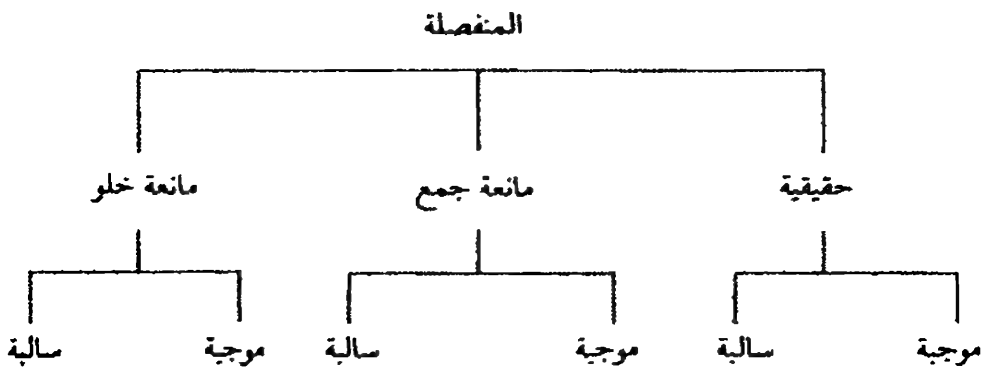 المنفصلة
حقيقية مانعة جمع مانعة خلو
موجبة سالبة موجبة سالبة موجبة سالبة